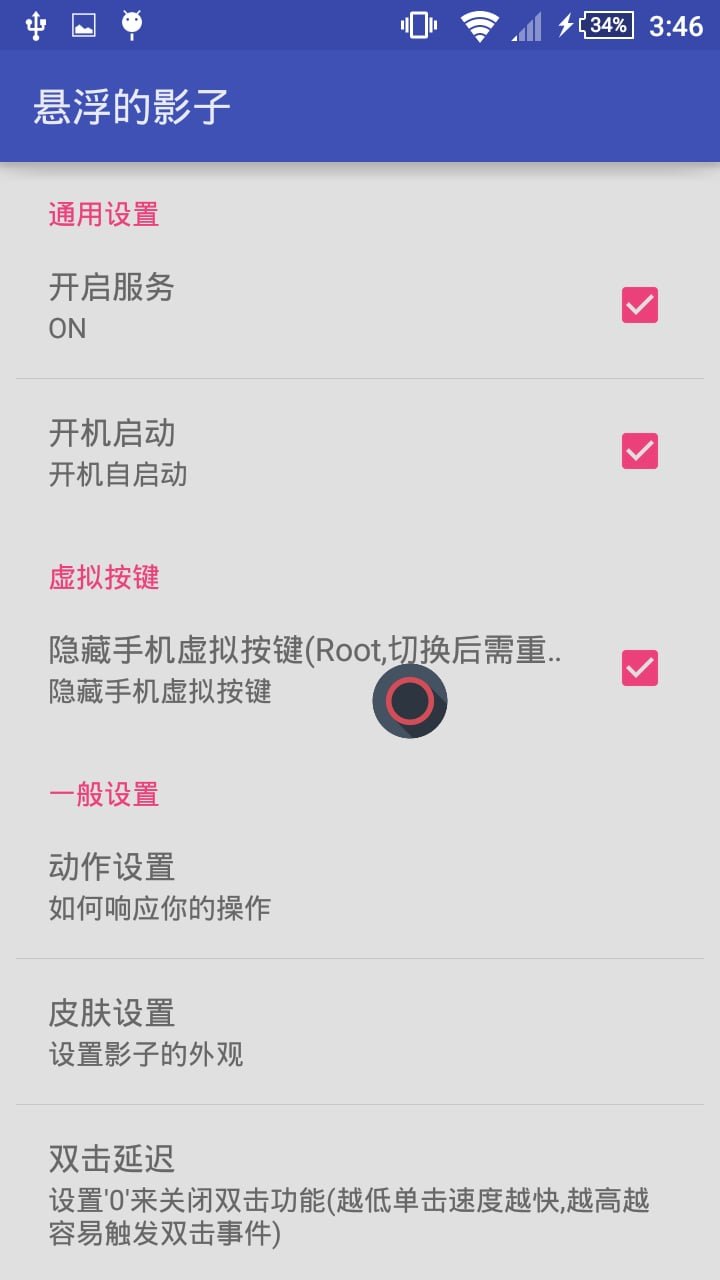 34%
3:46
悬浮的影子
通用设置
开启服务
ON
开机启动
开机自启动
虚拟按键
隐藏手机虚拟按键(Root,切换后需重..
隐藏手机虚拟按键
一般设置
动作设置
如何响应你的操作
皮肤设置
设置影子的外观
双击延迟
设置'0'来关闭双击功能(越低单击速度越快,越高越
容易触发双击事件)